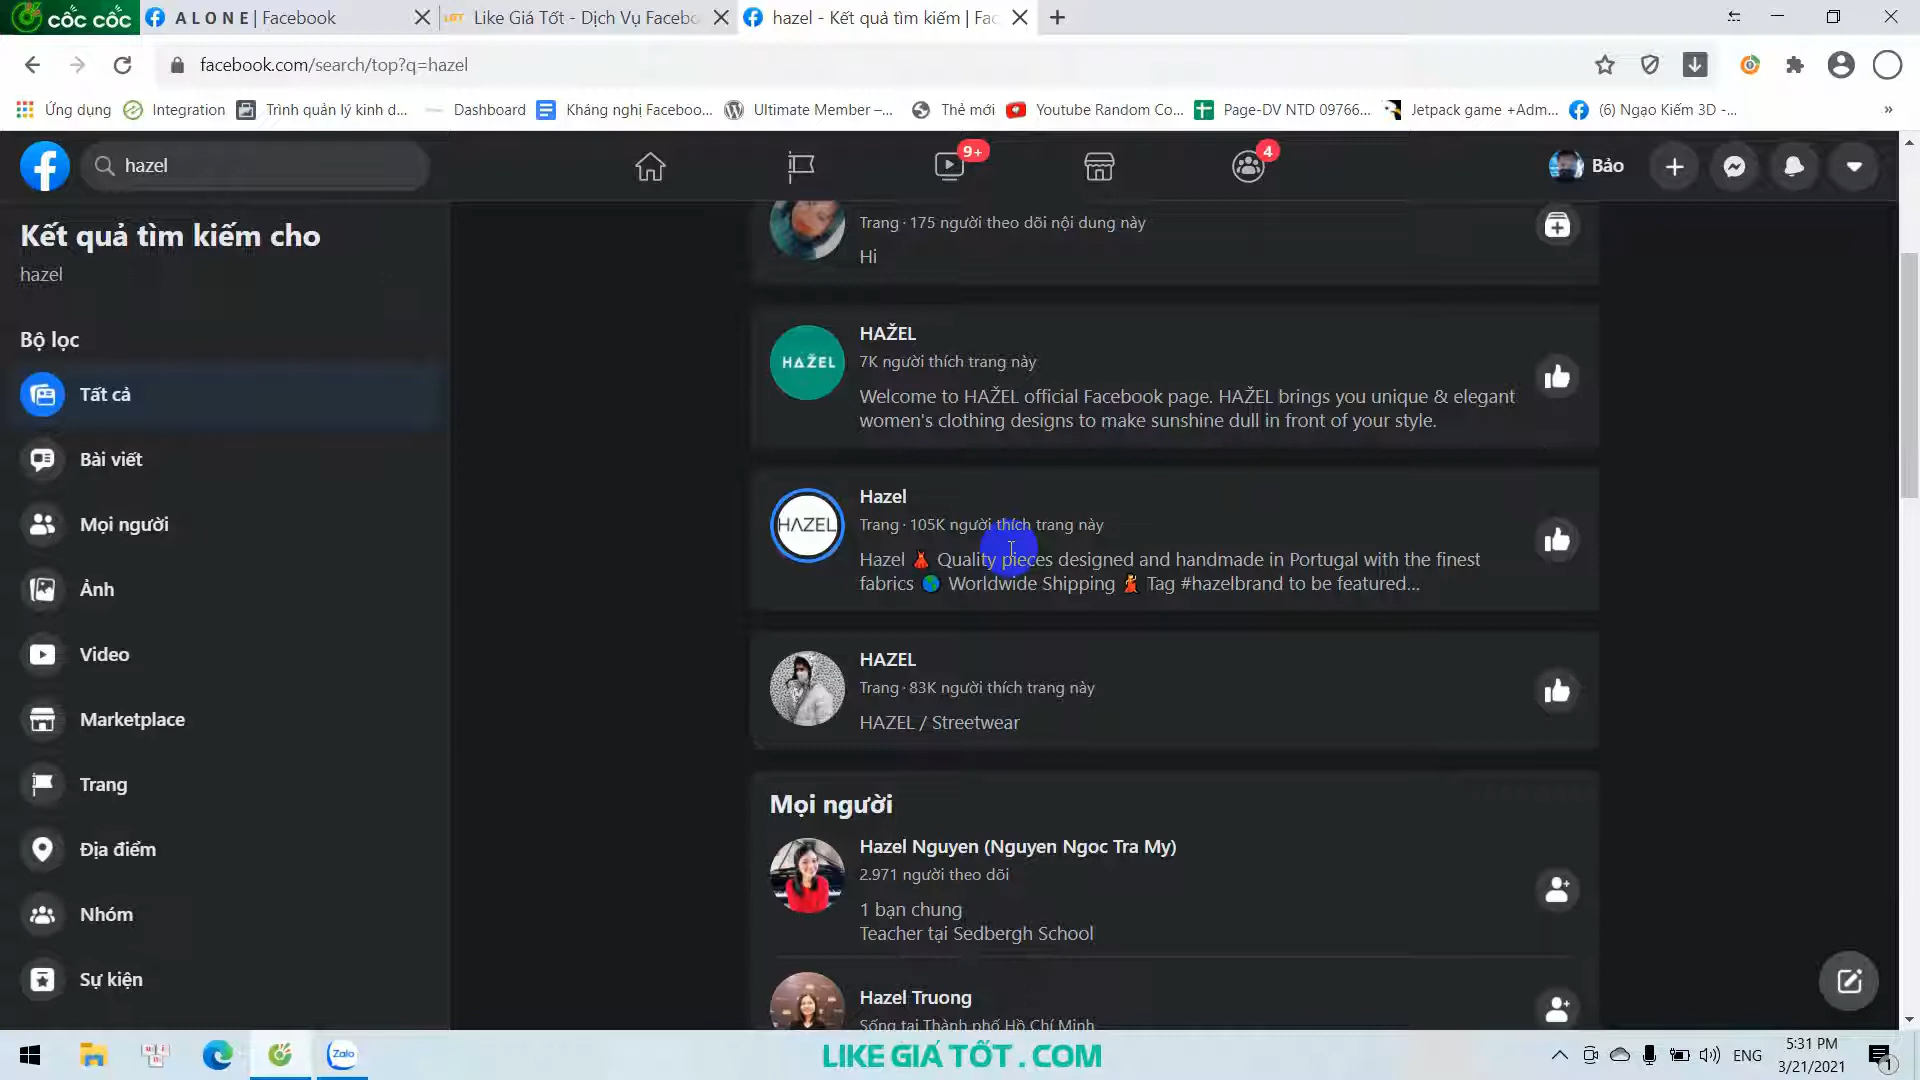 cốc cốc
A L O N E | Facebook
Like Giá Tốt - Dịch Vụ Facebo
hazel - Kết quả tìm kiếm | Fac
facebook.com/search/top?q=hazel
Ứng dụng
Integration
Trình quản lý kinh d...
Dashboard
Kháng nghị Faceboo...
Ultimate Member –...
Thẻ mới
Youtube Random Co...
Page-DV NTD 09766...
Jetpack game +Adm...
(6) Ngạo Kiếm 3D -...
»
hazel
9+
4
Bảo
Kết quả tìm kiếm cho
hazel
Bộ lọc
Tất cả
Bài viết
Mọi người
Ảnh
Video
Marketplace
Trang
Địa điểm
Nhóm
Sự kiện
Trang · 175 người theo dõi nội dung này
Hi
HAŽEL
HAŽEL
7K người thích trang này
Welcome to HAŽEL official Facebook page. HAŽEL brings you unique & elegant
women's clothing designs to make sunshine dull in front of your style.
HAZEL
Hazel
Trang · 105K người thích trang này
Hazel 💃 Quality pieces designed and handmade in Portugal with the finest
fabrics 🌍 Worldwide Shipping 💃 Tag #hazelbrand to be featured...
HAZEL
Trang · 83K người thích trang này
HAZEL / Streetwear
Mọi người
Hazel Nguyen (Nguyen Ngoc Tra My)
2.971 người theo dõi
1 bạn chung
Teacher tại Sedbergh School
Hazel Truong
Sống tại Thành phố Hồ Chí Minh
Zalo
LIKE GIÁ TỐT . COM
ENG
5:31 PM
3/21/2021
1